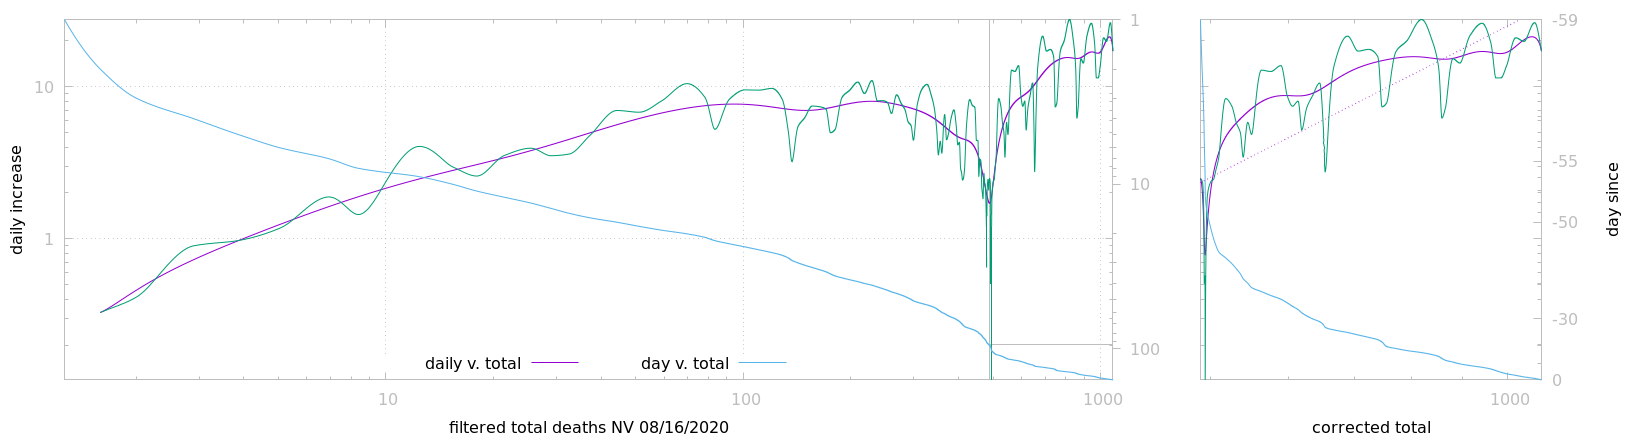 1
-59
10
-55
daily increase
day since
10
-50
1
-30
daily v. total
day v. total
100
0
10
100
1000
1000
filtered total deaths NV 08/16/2020
corrected total